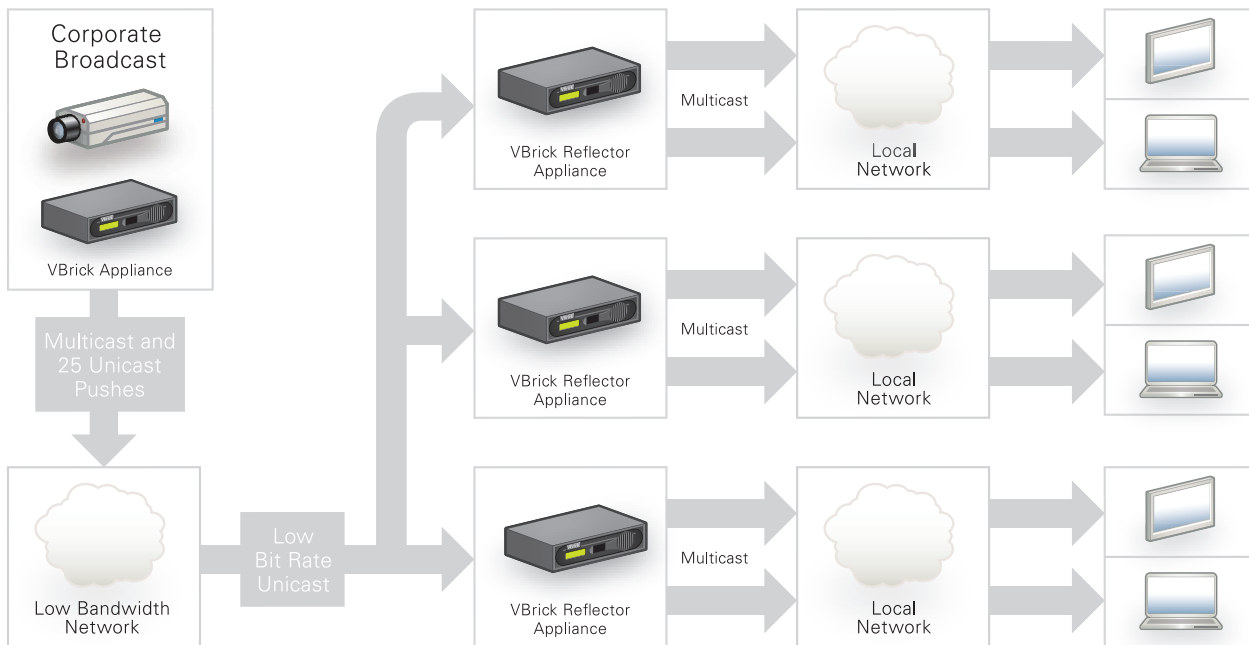 Corporate
Broadcast
VBrick Appliance
Multicast and
25 Unicast
Pushes
Low Bandwidth
Network
Low
Bit Rate
Unicast
VBrick Reflector
Appliance
Multicast
Local
Network
VBrick Reflector
Appliance
Multicast
Local
Network
VBrick Reflector
Appliance
Multicast
Local
Network